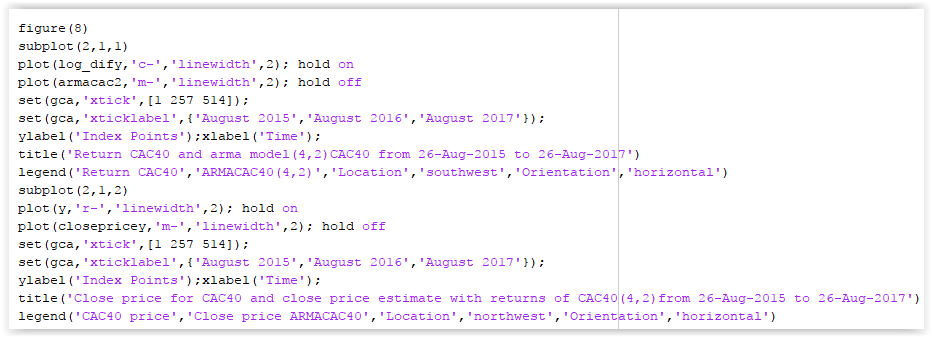 figure(8)
subplot(2,1,1)
plot(log_dify,'c-','linewidth',2); hold on
plot(armacac2,'m-','linewidth',2); hold off
set(gca,'xtick',[1 257 514]);
set(gca,'xticklabel',{'August 2015','August 2016','August 2017'});
ylabel('Index Points');xlabel('Time');
title('Return CAC40 and arma model(4,2)CAC40 from 26-Aug-2015 to 26-Aug-2017')
legend('Return CAC40','ARMACAC40(4,2)','Location','southwest','Orientation','horizontal')
subplot(2,1,2)
plot(y,'r-','linewidth',2); hold on
plot(closepricey,'m-','linewidth',2); hold off
set(gca,'xtick',[1 257 514]);
set(gca,'xticklabel',{'August 2015','August 2016','August 2017'});
ylabel('Index Points');xlabel('Time');
title('Close price for CAC40 and close price estimate with returns of CAC40(4,2)from 26-Aug-2015 to 26-Aug-2017')
legend('CAC40 price','Close price ARMACAC40','Location','northwest','Orientation','horizontal')